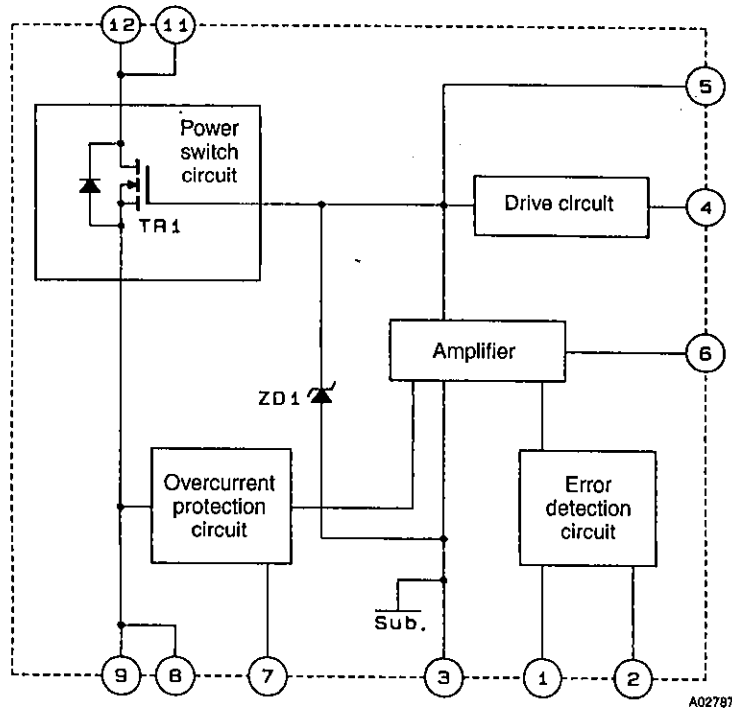 12 11
5
Power
switch
circuit
Drive circuit
4
TR1
Amplifier
6
ZD1
Overcurrent
protection
circuit
Error
detection
circuit
Sub.
9 8 7 3 1 2
A02787